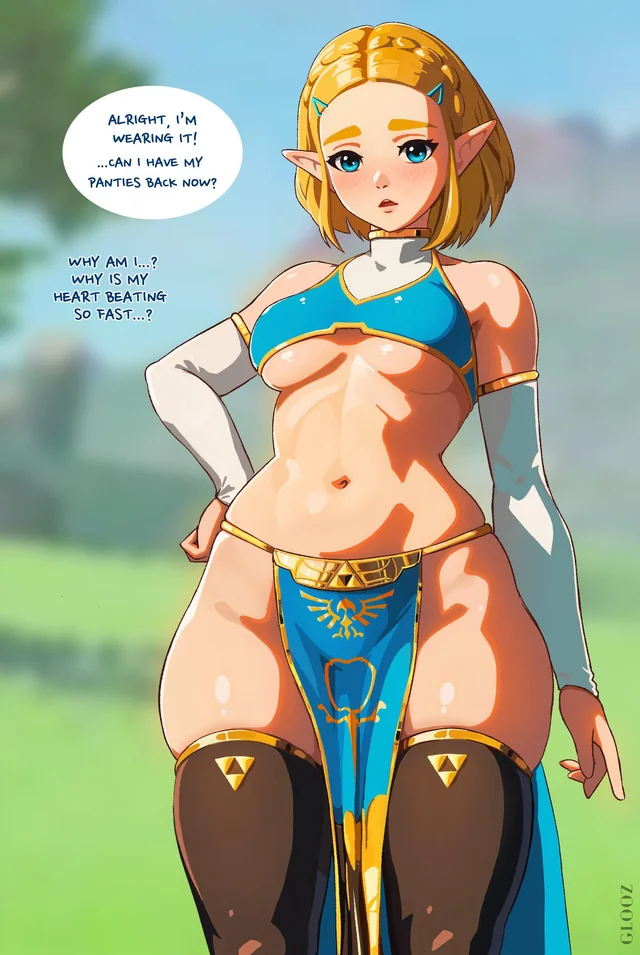 ALRIGHT, I'M
WEARING IT!
...CAN I HAVE MY
PANTIES BACK NOW?
WHY AM I...?
WHY IS MY
HEART BEATING
SO FAST...?
GLOOZ